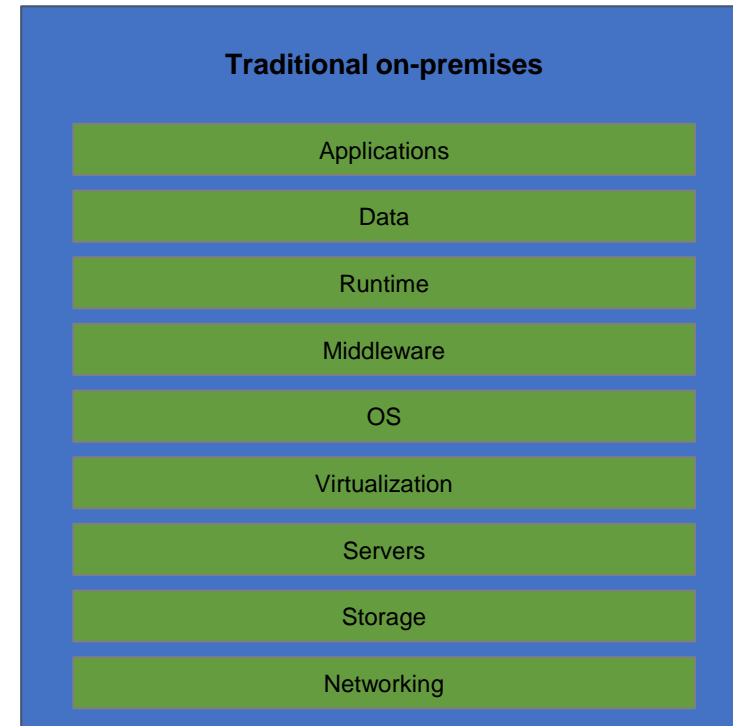 Traditional on-premises
Applications
Data
Runtime
Middleware
OS
Virtualization
Servers
Storage
Networking